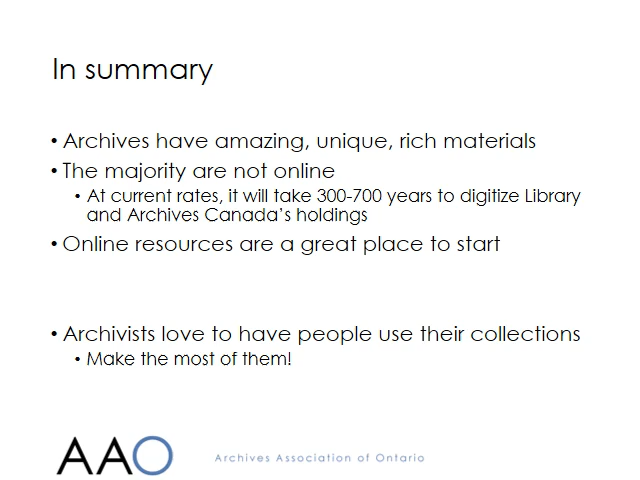 In summary
• Archives have amazing, unique, rich materials
• The majority are not online
• At current rates, it will take 300-700 years to digitize Library
and Archives Canada's holdings
• Online resources are a great place to start
• Archivists love to have people use their collections
• Make the most of them!
AAO
Archives Association of Ontario